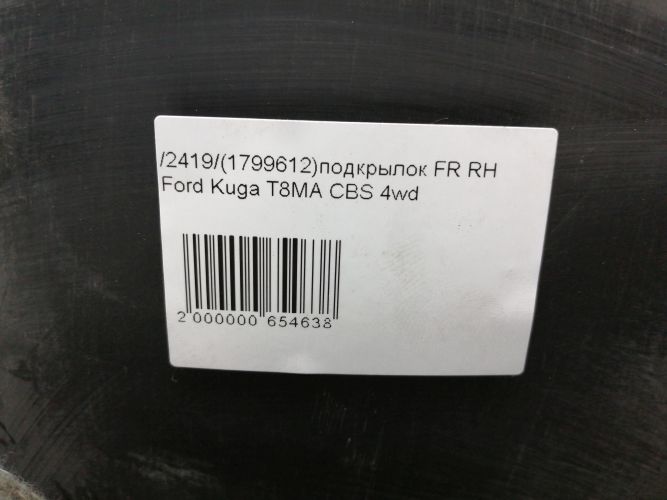 /2419/(1799612)подкрылок FR RH
Ford Kuga T8MA CBS 4wd
2 000000 654638